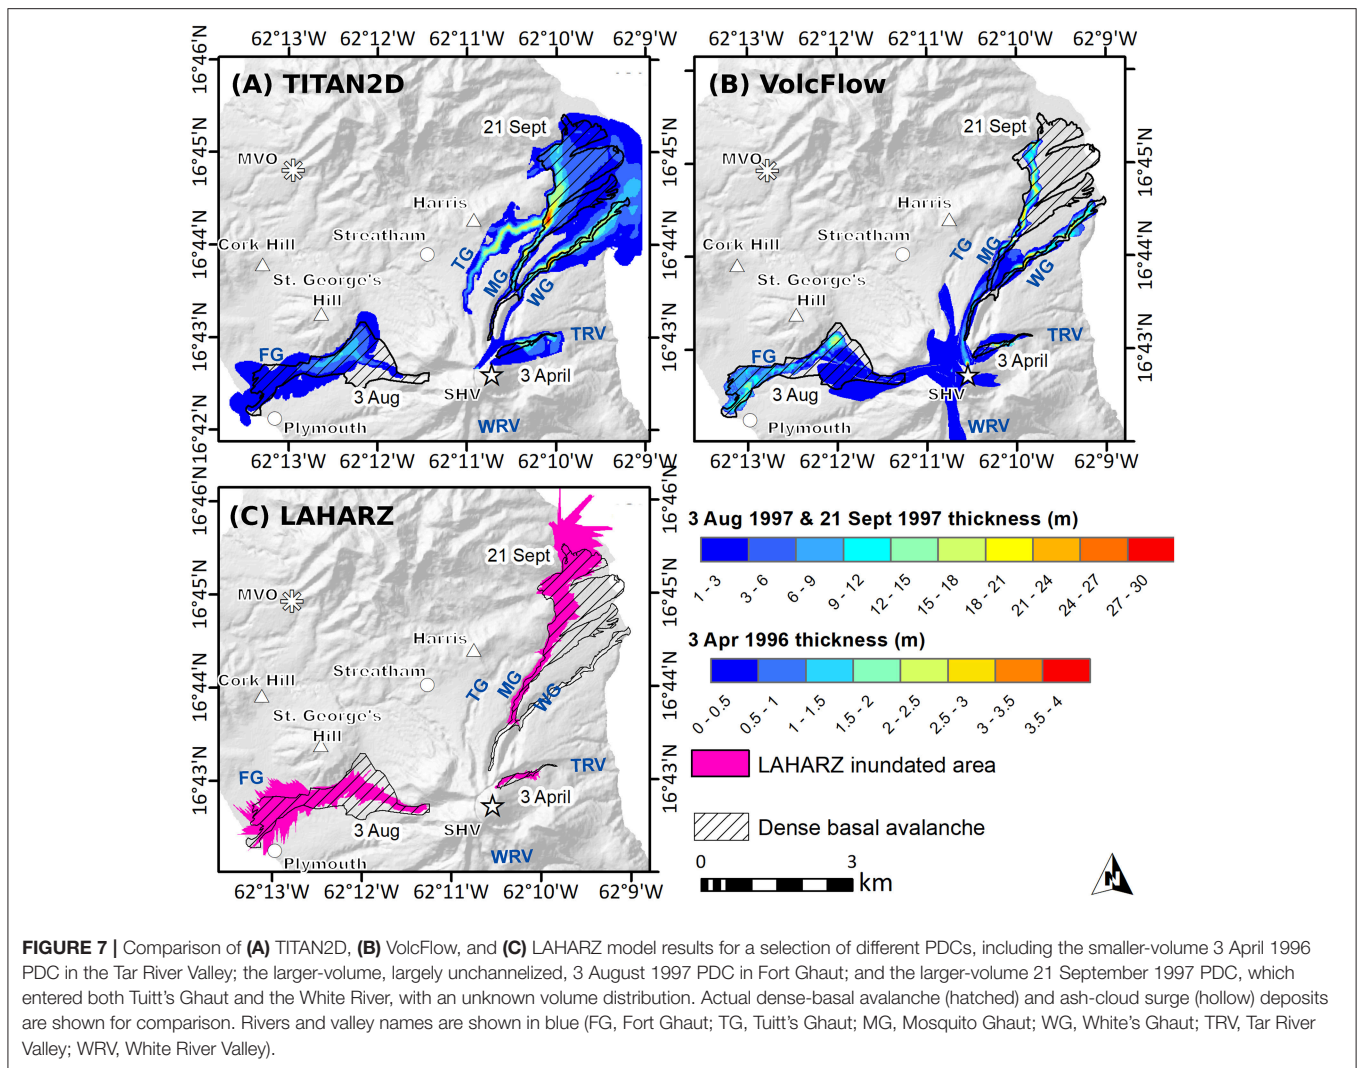 62°13'W 62°12'W 62°11'W 62°10'W 62°9'W
62°13'W 62°12'W 62°11'W 62°10'W 62°9'W
16°46'N
16°45'N
16°44'N
16°43'N
16°42'N
(A) TITAN2D
21 Sept
MVO
Harris
Streatham
Cork Hill
St. George's
Hill
TG
MG
WG
FG
TRV
3 April
3 Aug
SHV
Plymouth
WRV
62°13'W 62°12'W 62°11'W 62°10'W 62°9'W
16°45'N
16°44'N
16°43'N
16°42'N
(B) VolcFlow
21 Sept
MVO
Harris
Streatham
Cork Hill
St. George's
Hill
TG
MG
WG
FG
TRV
3 April
3 Aug
SHV
Plymouth
WRV
16°45'N
16°44'N
16°43'N
62°13'W 62°12'W 62°11'W 62°10'W 62°9'W
16°46'N
16°45'N
16°44'N
16°43'N
(C) LAHARZ
21 Sept
MVO
Harris
Streatham
Cork Hill
St. George's
Hill
TG
MG
WG
FG
TRV
3 April
3 Aug
SHV
Plymouth
WRV
16°46'N
16°45'N
16°44'N
16°43'N
62°13'W 62°12'W 62°11'W 62°10'W 62°9'W
3 Aug 1997 & 21 Sept 1997 thickness (m)
1 - 3 3 - 6 6 - 9 9 - 12 12 - 15 15 - 18 18 - 21 21 - 24 24 - 27 27 - 30
3 Apr 1996 thickness (m)
0 - 0.5 0.5 - 1 1 - 1.5 1.5 - 2 2 - 2.5 2.5 - 3 3 - 3.5 3.5 - 4
LAHARZ inundated area
Dense basal avalanche
0 3
km
N
FIGURE 7 | Comparison of (A) TITAN2D, (B) VolcFlow, and (C) LAHARZ model results for a selection of different PDCs, including the smaller-volume 3 April 1996
PDC in the Tar River Valley; the larger-volume, largely unchannelized, 3 August 1997 PDC in Fort Ghaut; and the larger-volume 21 September 1997 PDC, which
entered both Tuitt's Ghaut and the White River, with an unknown volume distribution. Actual dense-basal avalanche (hatched) and ash-cloud surge (hollow) deposits
are shown for comparison. Rivers and valley names are shown in blue (FG, Fort Ghaut; TG, Tuitt's Ghaut; MG, Mosquito Ghaut; WG, White's Ghaut; TRV, Tar River
Valley; WRV, White River Valley).